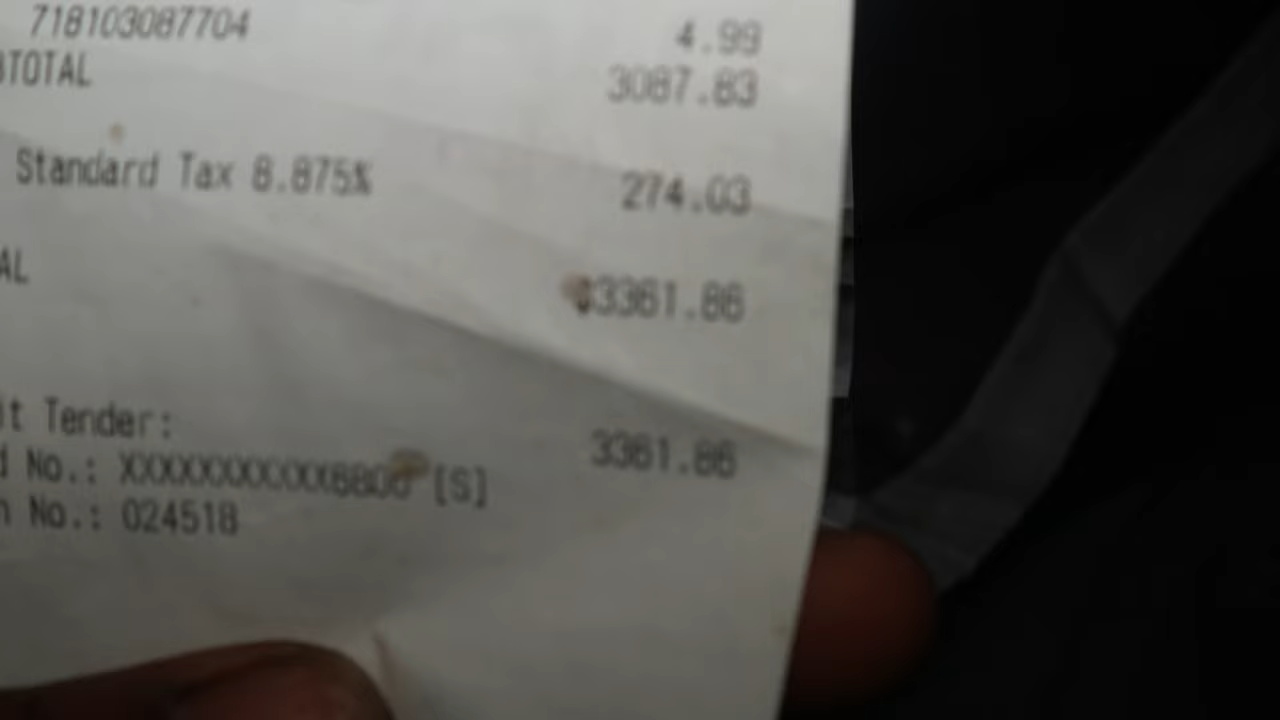 718103087704 4.99
BTOTAL 3087.83
Standard Tax 8.875% 274.03
AL $3361.86
it Tender: 3361.86
d No.: XXXXXXXXXXXX8800 [S]
n No.: 024518